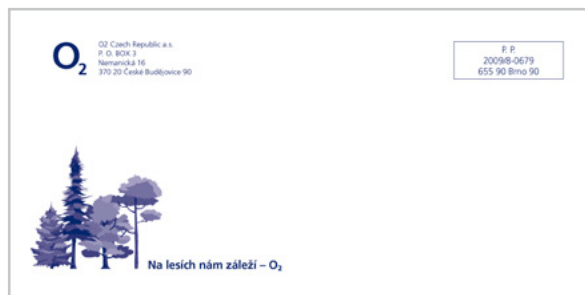 O2
O2 Czech Republic a.s.
P. O. BOX 3
Nemanická 16
370 20 České Budějovice 90
P. P.
2009/8-0679
655 90 Brno 90
Na lesích nám záleží – O2